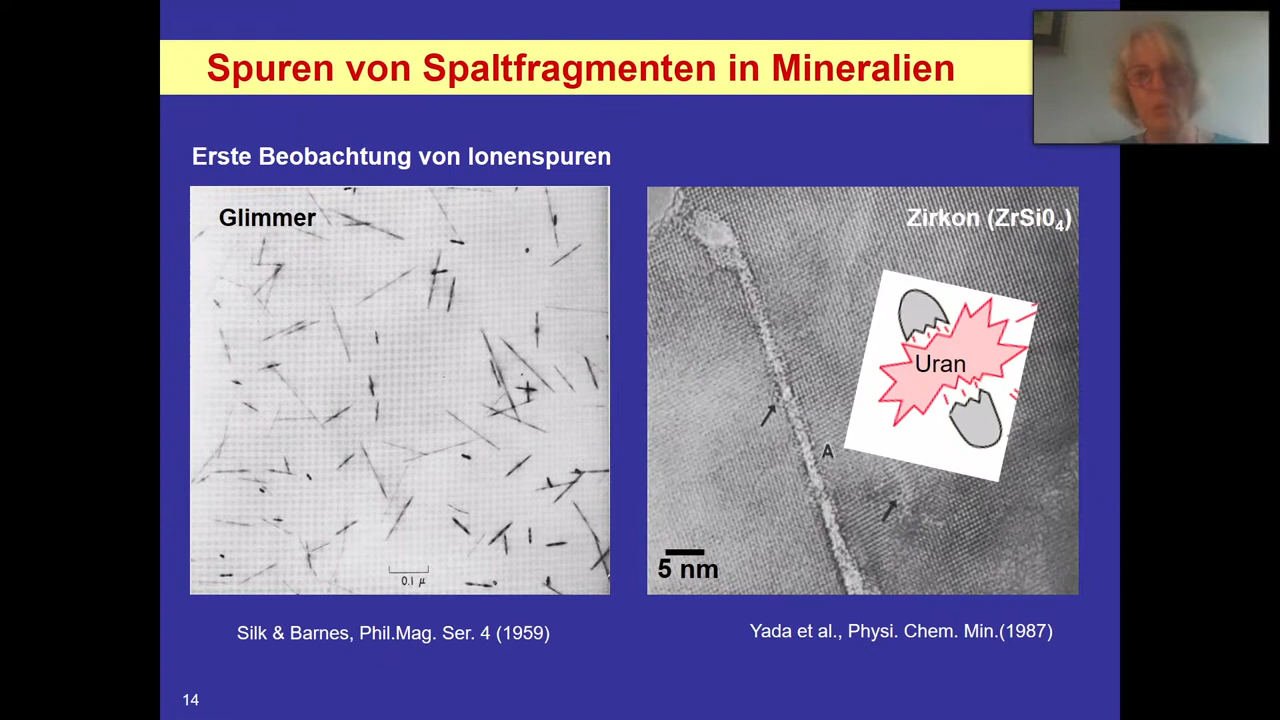 Spuren von Spaltfragmenten in Mineralien
Erste Beobachtung von Ionenspuren
Glimmer
0.1 μ
Zirkon (ZrSi0₄)
Uran
A
5 nm
Silk & Barnes, Phil.Mag. Ser. 4 (1959)
Yada et al., Physi. Chem. Min.(1987)
14